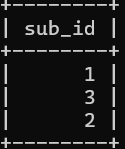 +--------+
| sub_id |
+--------+
|      1 |
|      3 |
|      2 |
+--------+